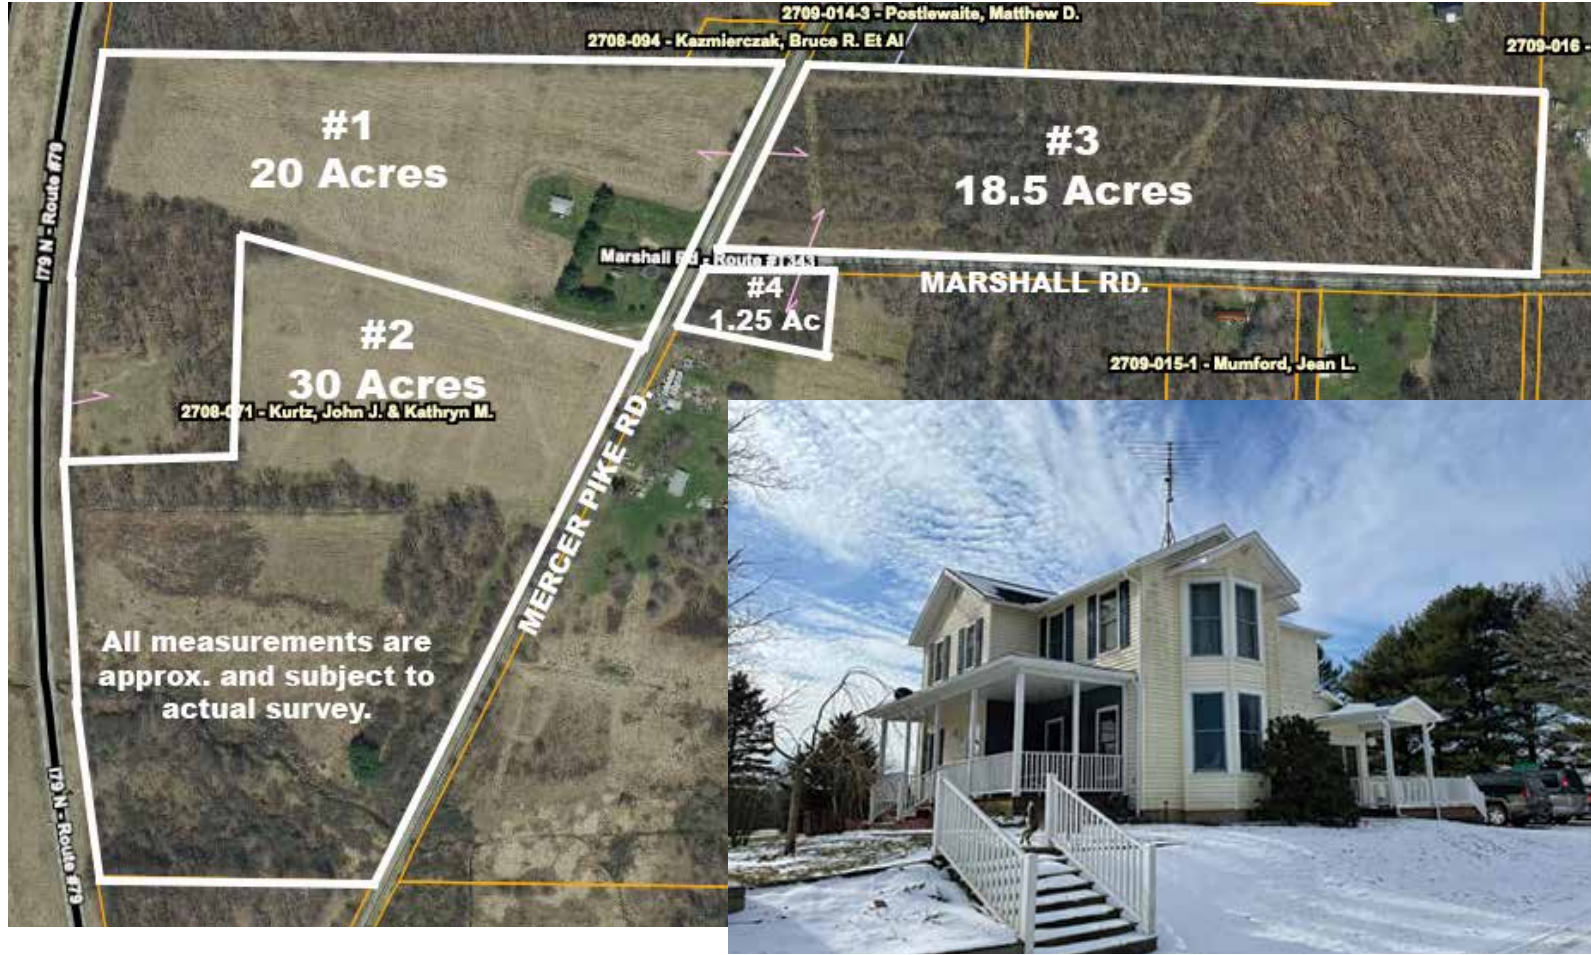 2709-014-3 - Postlewaite, Matthew D.
2708-094 - Kazmierczak, Bruce R. Et Al
2709-016 -
#1
20 Acres
#3
18.5 Acres
I79 N - Route #79
Marshall Rd - Route #T343
MARSHALL RD.
#4
1.25 Ac
#2
30 Acres
2708-071 - Kurtz, John J. & Kathryn M.
2709-015-1 - Mumford, Jean L.
MERCER PIKE RD.
All measurements are
approx. and subject to
actual survey.
I79 N - Route #79